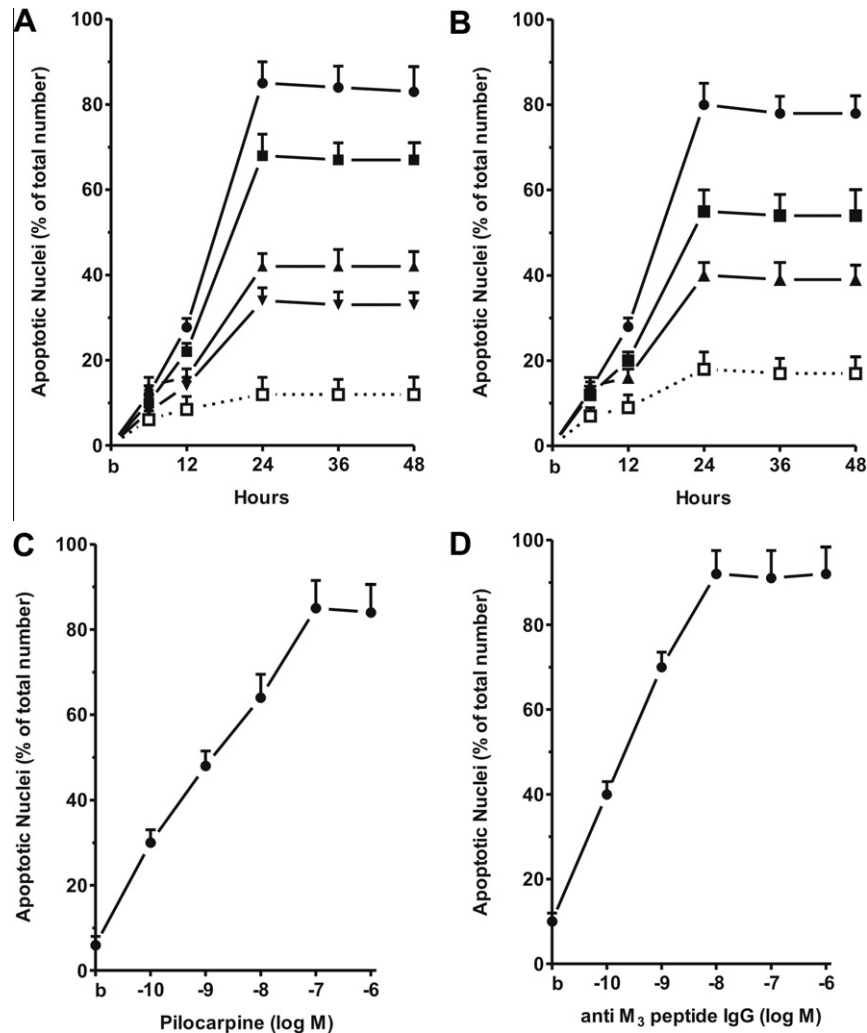 A
Apoptotic Nuclei (% of total number)
100
80
60
40
20
0
b 12 24 36 48
Hours
B
Apoptotic Nuclei (% of total number)
100
80
60
40
20
0
b 12 24 36 48
Hours
C
Apoptotic Nuclei (% of total number)
100
80
60
40
20
0
b -10 -9 -8 -7 -6
Pilocarpine (log M)
D
Apoptotic Nuclei (% of total number)
100
80
60
40
20
0
b -10 -9 -8 -7 -6
anti M₃ peptide IgG (log M)